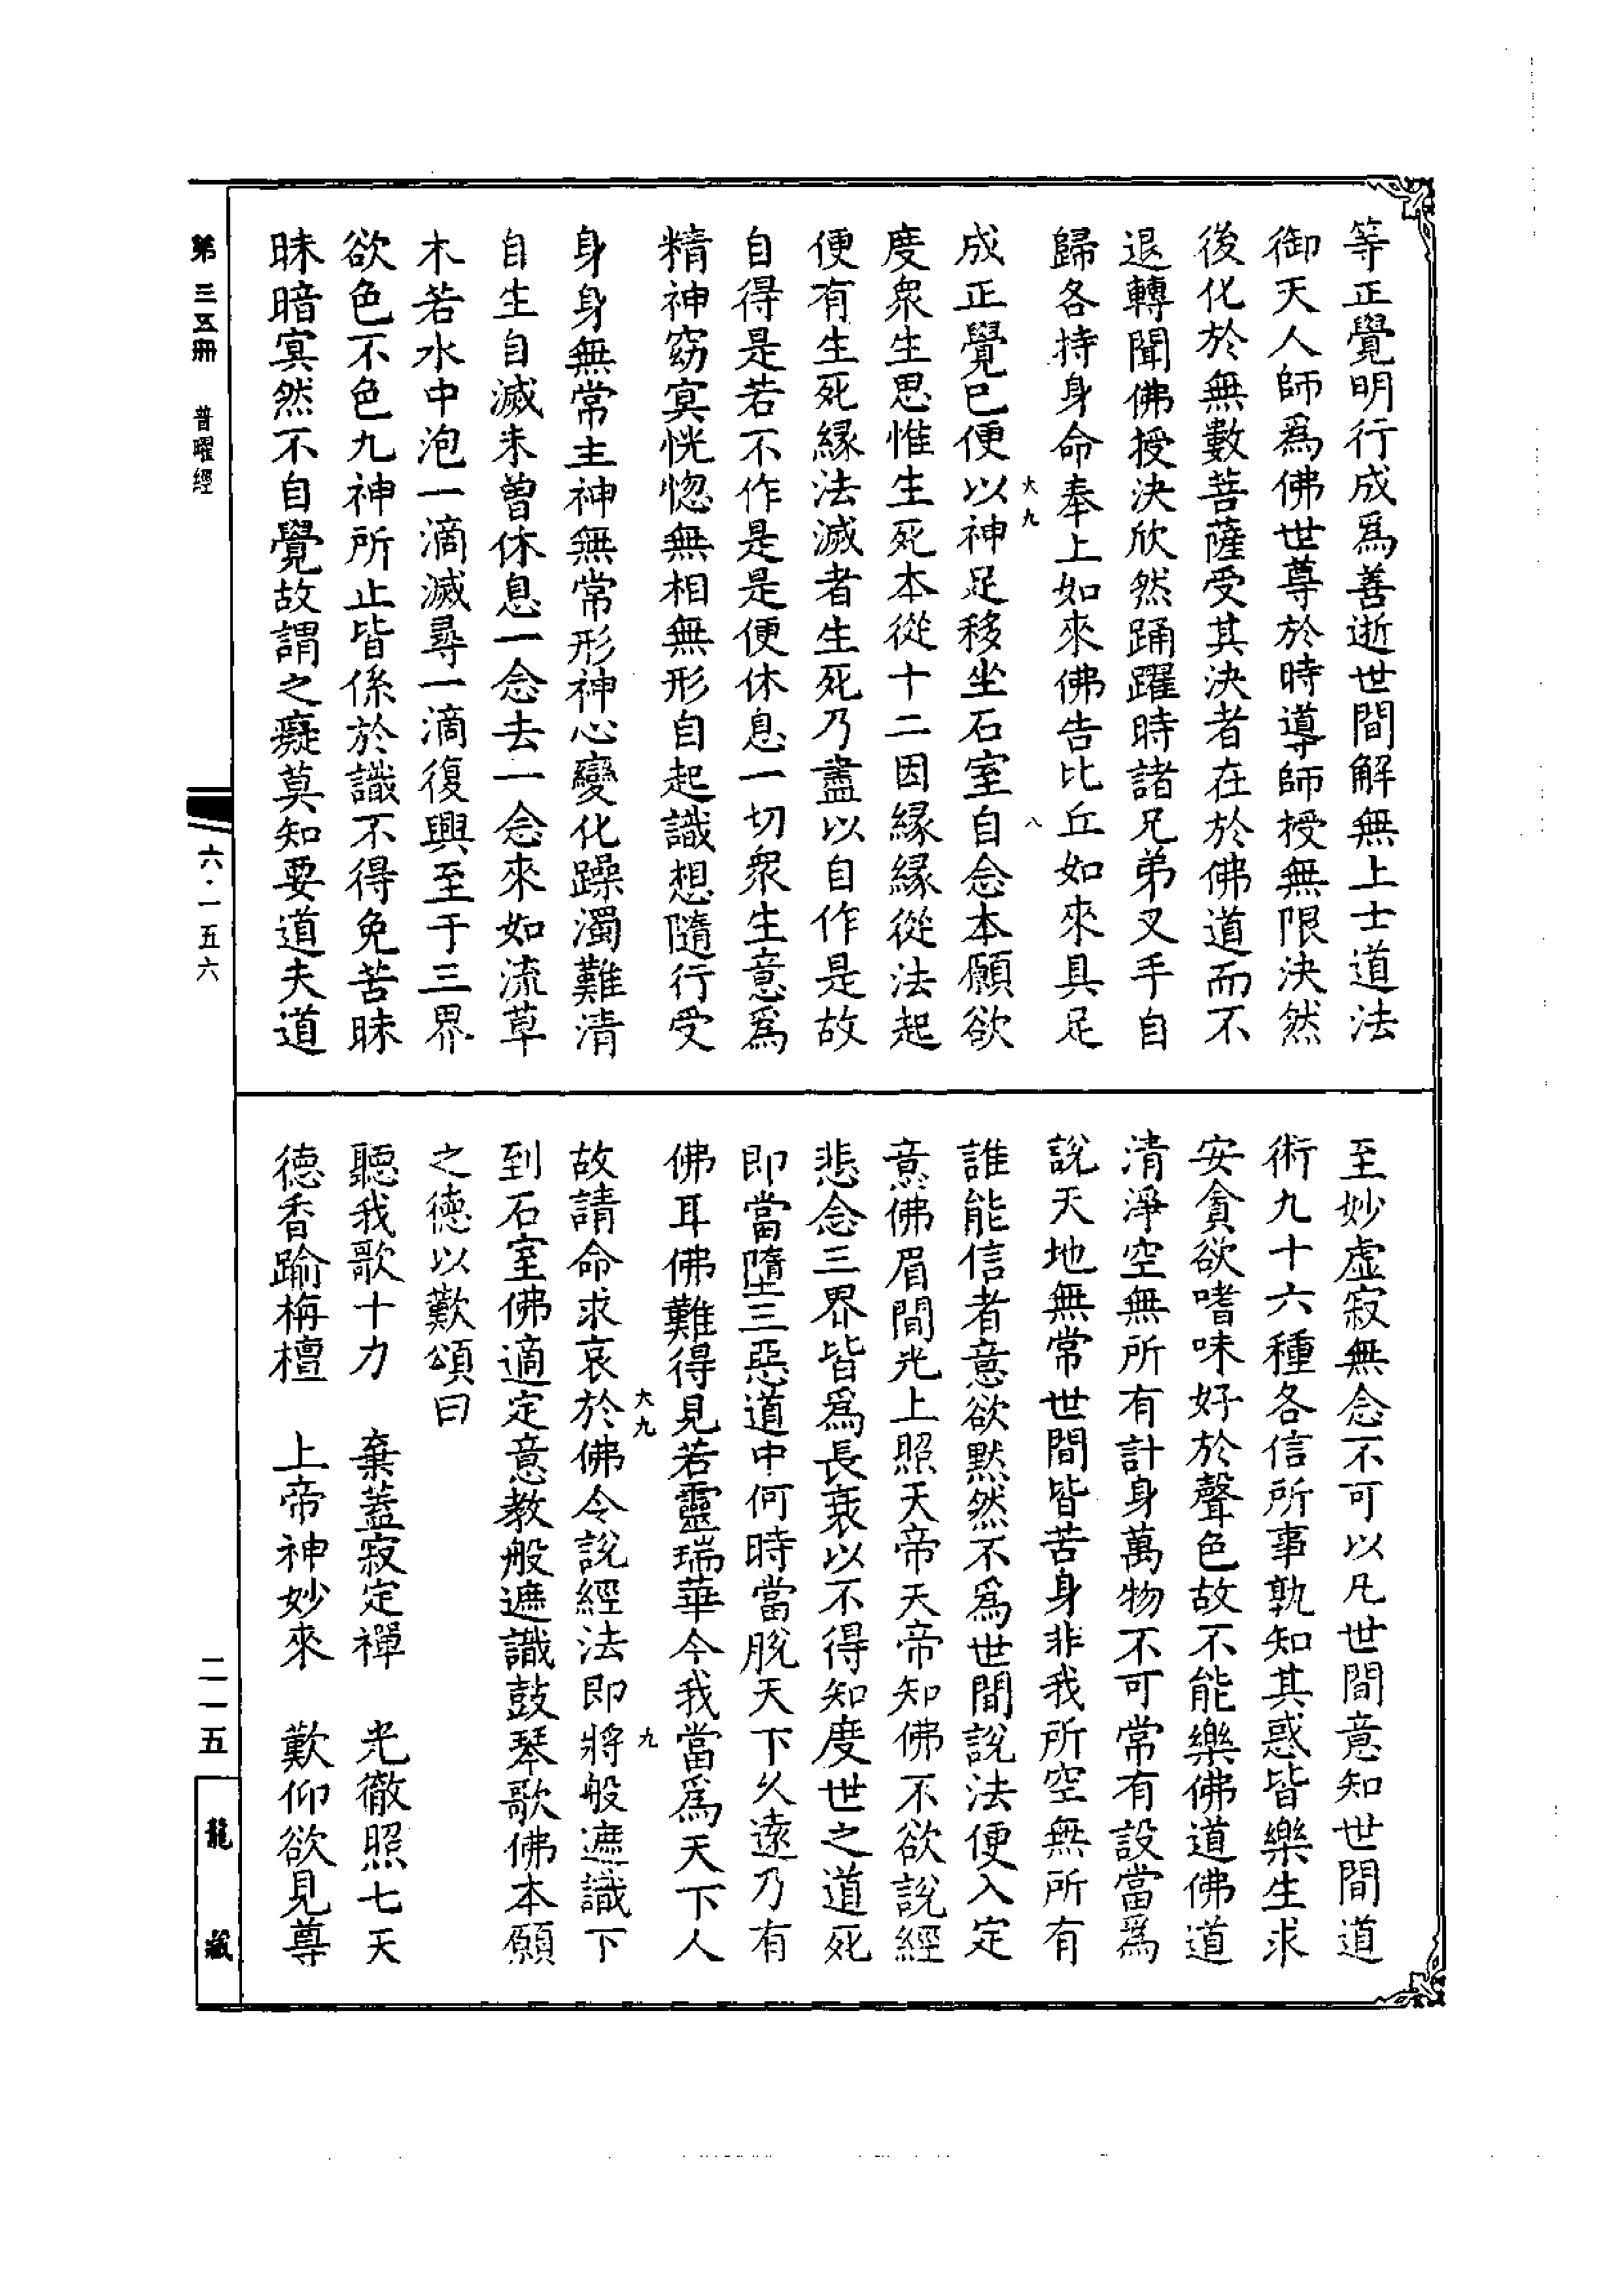 等正覺明行成爲善逝世間解無上士道法
御天人師爲佛世尊於時導師授無限決然
後化於無數菩薩受其決者在於佛道而不
退轉聞佛授決欣然踊躍時諸兄弟叉手自
歸各持身命奉上如來佛告比丘如來具足
大九
八
成正覺已便以神足移坐石室自念本願欲
度衆生思惟生死本從十二因緣緣從法起
便有生死緣法滅者生死乃盡以自作是故
自得是若不作是是便休息一切衆生意爲
精神窈冥恍惚無相無形自起識想隨行受
身身無常主神無常形神心變化躁濁難清
自生自滅未曾休息一念去一念來如流草
木若水中泡一滴滅尋一滴復興至于三界
欲色不色九神所止皆係於識不得免苦昧
昧暗冥然不自覺故謂之癡莫知要道夫道
至妙虛寂無念不可以凡世間意知世間道
術九十六種各信所事孰知其惑皆樂生求
安貪欲嗜味好於聲色故不能樂佛道佛道
清淨空無所有計身萬物不可常有設當爲
說天地無常世間皆苦身非我所空無所有
誰能信者意欲默然不爲世間說法便入定
意佛眉間光上照天帝天帝知佛不欲說經
悲念三界皆爲長衰以不得知度世之道死
即當墮三惡道中何時當脫天下久遠乃有
佛耳佛難得見若靈瑞華今我當爲天下人
大九
九
故請命求哀於佛令說經法即將般遮識下
到石室佛適定意教般遮識鼓琴歌佛本願
之德以歎頌曰
聽我歌十力　棄蓋寂定禪　光徹照七天
德香踰栴檀　上帝神妙來　歎仰欲見尊
第三五冊　普曜經
六·一五六
二一五
龍藏